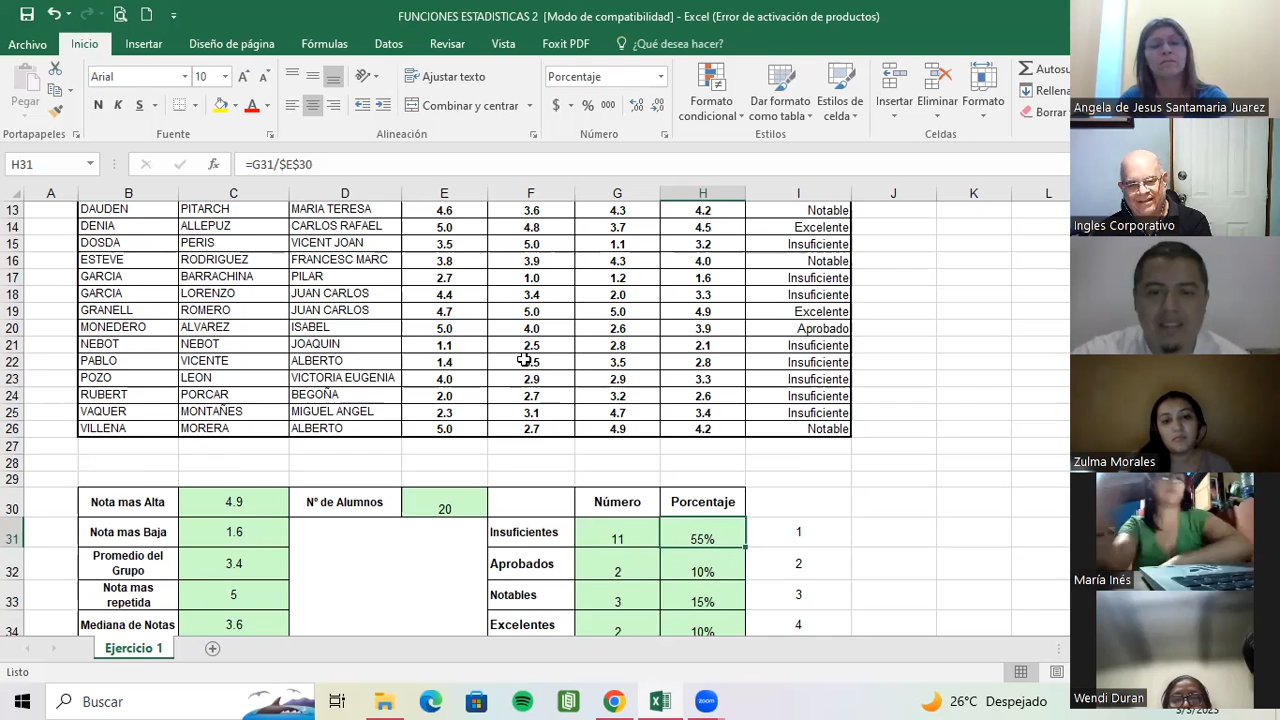 FUNCIONES ESTADISTICAS 2 [Modo de compatibilidad] - Excel (Error de activación de productos)
Archivo Inicio Insertar Diseño de página Fórmulas Datos Revisar Vista Foxit PDF ¿Qué desea hacer?
Pegar Arial 10 Ajustar texto Porcentaje Formato condicional Dar formato como tabla Estilos de celda Insertar Eliminar Formato Autosu
N K S Combinar y centrar $ % 000 Rellena
Borrar
Portapapeles Fuente Alineación Número Estilos Celdas
H31 fx =G31/$E$30
A B C D E F G H I J K L
13 DAUDEN PITARCH MARIA TERESA 4.6 3.6 4.3 4.2 Notable
14 DENIA ALLEPUZ CARLOS RAFAEL 5.0 4.8 3.7 4.5 Excelente
15 DOSDA PERIS VICENT JOAN 3.5 5.0 1.1 3.2 Insuficiente
16 ESTEVE RODRIGUEZ FRANCESC MARC 3.8 3.9 4.3 4.0 Notable
17 GARCIA BARRACHINA PILAR 2.7 1.0 1.2 1.6 Insuficiente
18 GARCIA LORENZO JUAN CARLOS 4.4 3.4 2.0 3.3 Insuficiente
19 GRANELL ROMERO JUAN CARLOS 4.7 5.0 5.0 4.9 Excelente
20 MONEDERO ALVAREZ ISABEL 5.0 4.0 2.6 3.9 Aprobado
21 NEBOT NEBOT JOAQUIN 1.1 2.5 2.8 2.1 Insuficiente
22 PABLO VICENTE ALBERTO 1.4 .5 3.5 2.8 Insuficiente
23 POZO LEON VICTORIA EUGENIA 4.0 2.9 2.9 3.3 Insuficiente
24 RUBERT PORCAR BEGOÑA 2.0 2.7 3.2 2.6 Insuficiente
25 VAQUER MONTAÑES MIGUEL ANGEL 2.3 3.1 4.7 3.4 Insuficiente
26 VILLENA MORERA ALBERTO 5.0 2.7 4.9 4.2 Notable
27
28
29
30 Nota mas Alta 4.9 Nº de Alumnos 20 Número Porcentaje
31 Nota mas Baja 1.6 Insuficientes 11 55% 1
32 Promedio del Grupo 3.4 Aprobados 2 10% 2
33 Nota mas repetida 5 Notables 3 15% 3
34 Mediana de Notas 3.6 Excelentes 2 10% 4
Ejercicio 1
Listo
Buscar 26°C Despejado 3/3/2023
Angela de Jesus Santamaria Juarez
Ingles Corporativo
Zulma Morales
María Inés
Wendi Duran